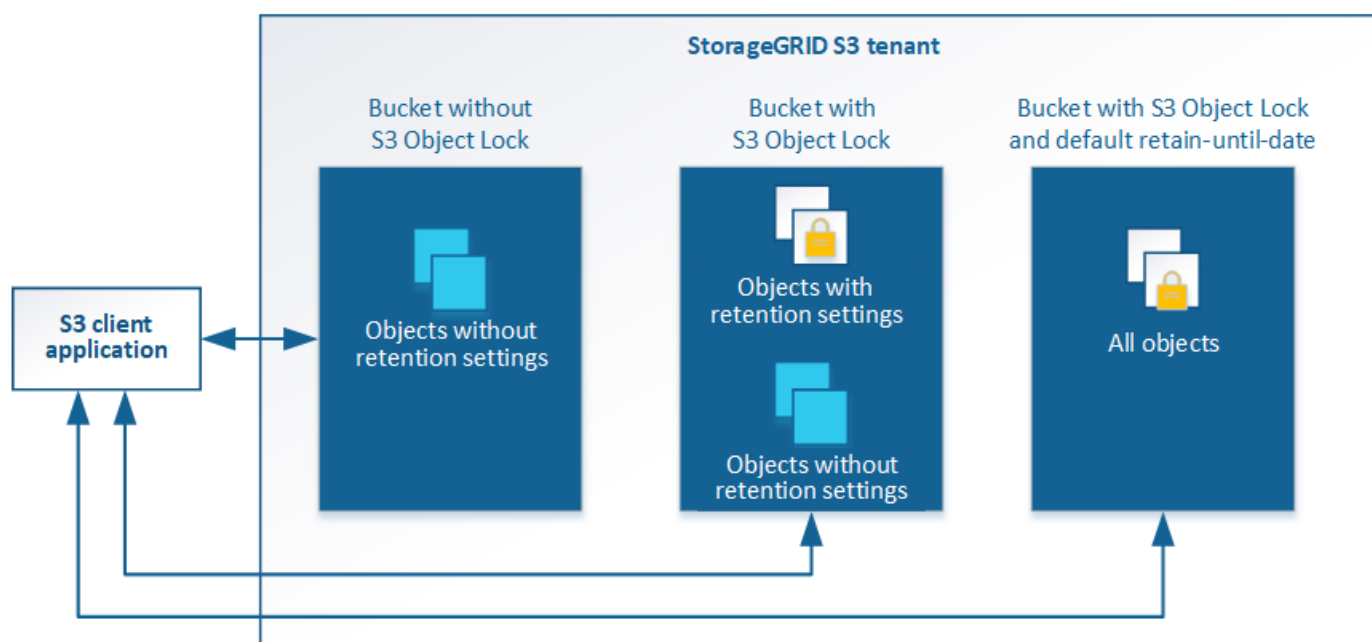 StorageGRID S3 tenant
Bucket without
S3 Object Lock
Bucket with
S3 Object Lock
Bucket with S3 Object Lock
and default retain-until-date
S3 client
application
Objects without
retention settings
Objects with
retention settings
Objects without
retention settings
All objects